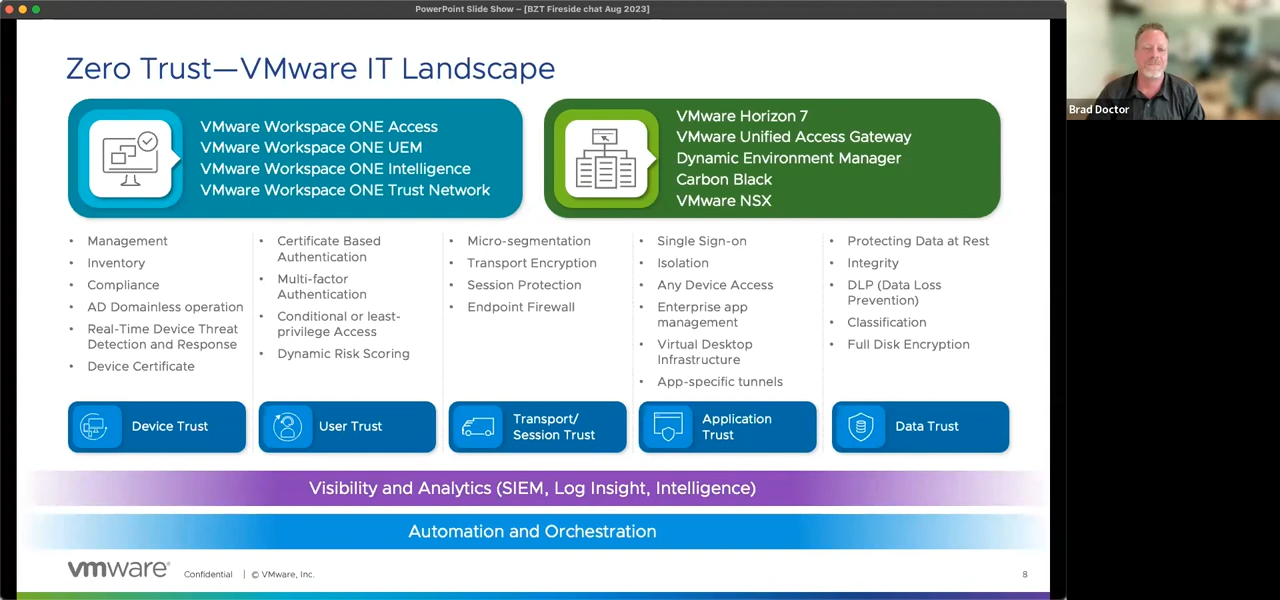 PowerPoint Slide Show – [BZT Fireside chat Aug 2023]
Zero Trust—VMware IT Landscape
VMware Workspace ONE Access
VMware Workspace ONE UEM
VMware Workspace ONE Intelligence
VMware Workspace ONE Trust Network
VMware Horizon 7
VMware Unified Access Gateway
Dynamic Environment Manager
Carbon Black
VMware NSX
• Management
• Inventory
• Compliance
• AD Domainless operation
• Real-Time Device Threat
Detection and Response
• Device Certificate
• Certificate Based
Authentication
• Multi-factor
Authentication
• Conditional or least-
privilege Access
• Dynamic Risk Scoring
• Micro-segmentation
• Transport Encryption
• Session Protection
• Endpoint Firewall
• Single Sign-on
• Isolation
• Any Device Access
• Enterprise app
management
• Virtual Desktop
Infrastructure
• App-specific tunnels
• Protecting Data at Rest
• Integrity
• DLP (Data Loss
Prevention)
• Classification
• Full Disk Encryption
Device Trust
User Trust
Transport/
Session Trust
Application
Trust
Data Trust
Visibility and Analytics (SIEM, Log Insight, Intelligence)
Automation and Orchestration
vmware® Confidential | © VMware, Inc. 8
Brad Doctor